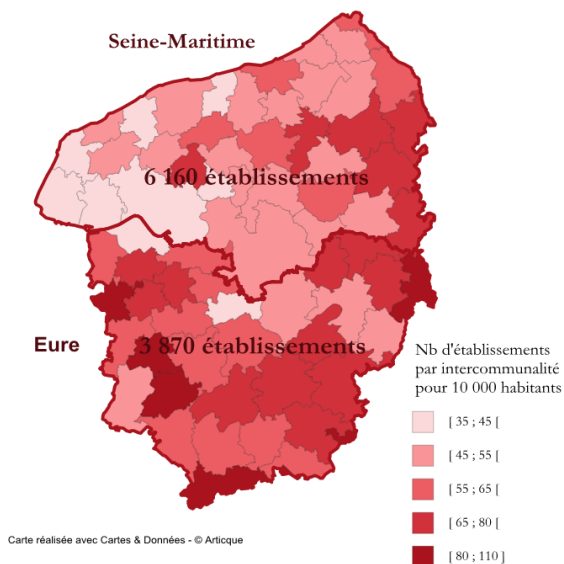 Seine-Maritime
6 160 établissements
Eure
3 870 établissements
Nb d'établissements
par intercommunalité
pour 10 000 habitants
[ 35 ; 45 [
[ 45 ; 55 [
[ 55 ; 65 [
[ 65 ; 80 [
[ 80 ; 110 ]
Carte réalisée avec Cartes & Données - © Articque